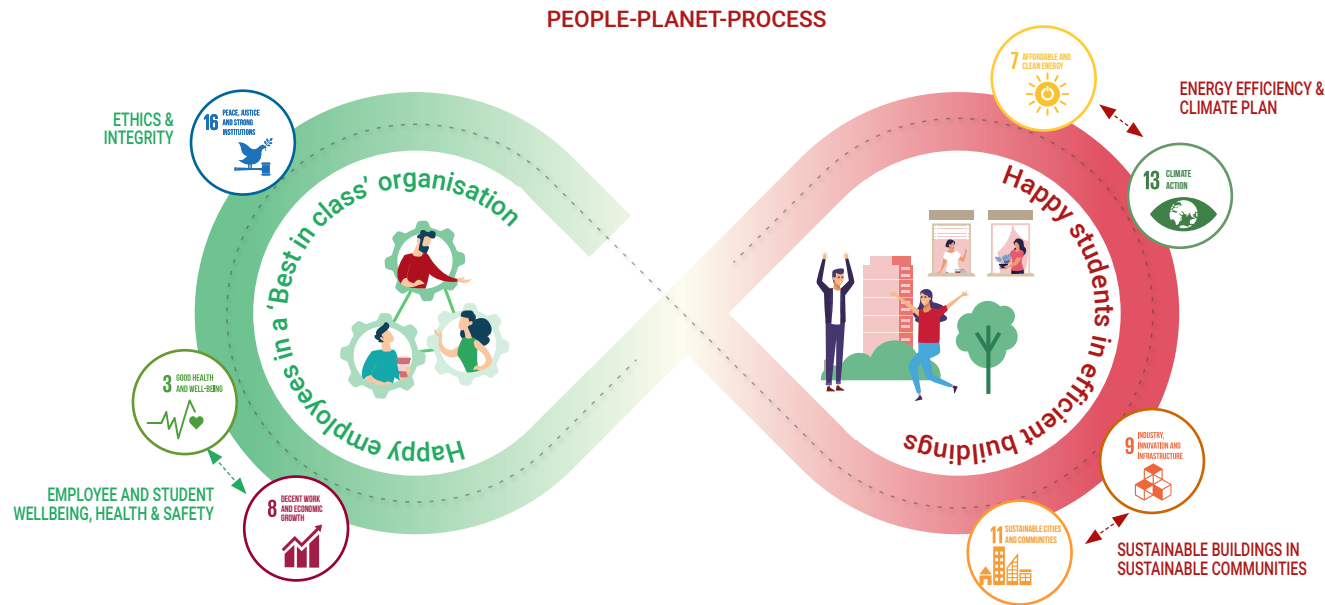 PEOPLE-PLANET-PROCESS
ETHICS &
INTEGRITY
16 PEACE, JUSTICE
AND STRONG
INSTITUTIONS
Happy employees in a 'Best in class' organisation
3 GOOD HEALTH
AND WELL-BEING
EMPLOYEE AND STUDENT
WELLBEING, HEALTH & SAFETY
8 DECENT WORK
AND ECONOMIC
GROWTH
7 AFFORDABLE AND
CLEAN ENERGY
ENERGY EFFICIENCY &
CLIMATE PLAN
13 CLIMATE
ACTION
Happy students in efficient buildings
9 INDUSTRY,
INNOVATION AND
INFRASTRUCTURE
11 SUSTAINABLE CITIES
AND COMMUNITIES
SUSTAINABLE BUILDINGS IN
SUSTAINABLE COMMUNITIES